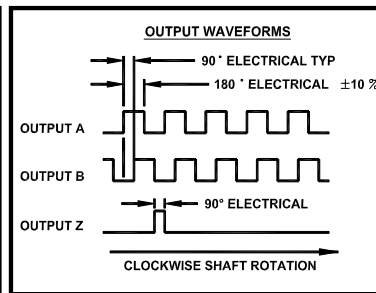 OUTPUT WAVEFORMS
90° ELECTRICAL TYP
180° ELECTRICAL ±10 %
OUTPUT A
OUTPUT B
90° ELECTRICAL
OUTPUT Z
CLOCKWISE SHAFT ROTATION